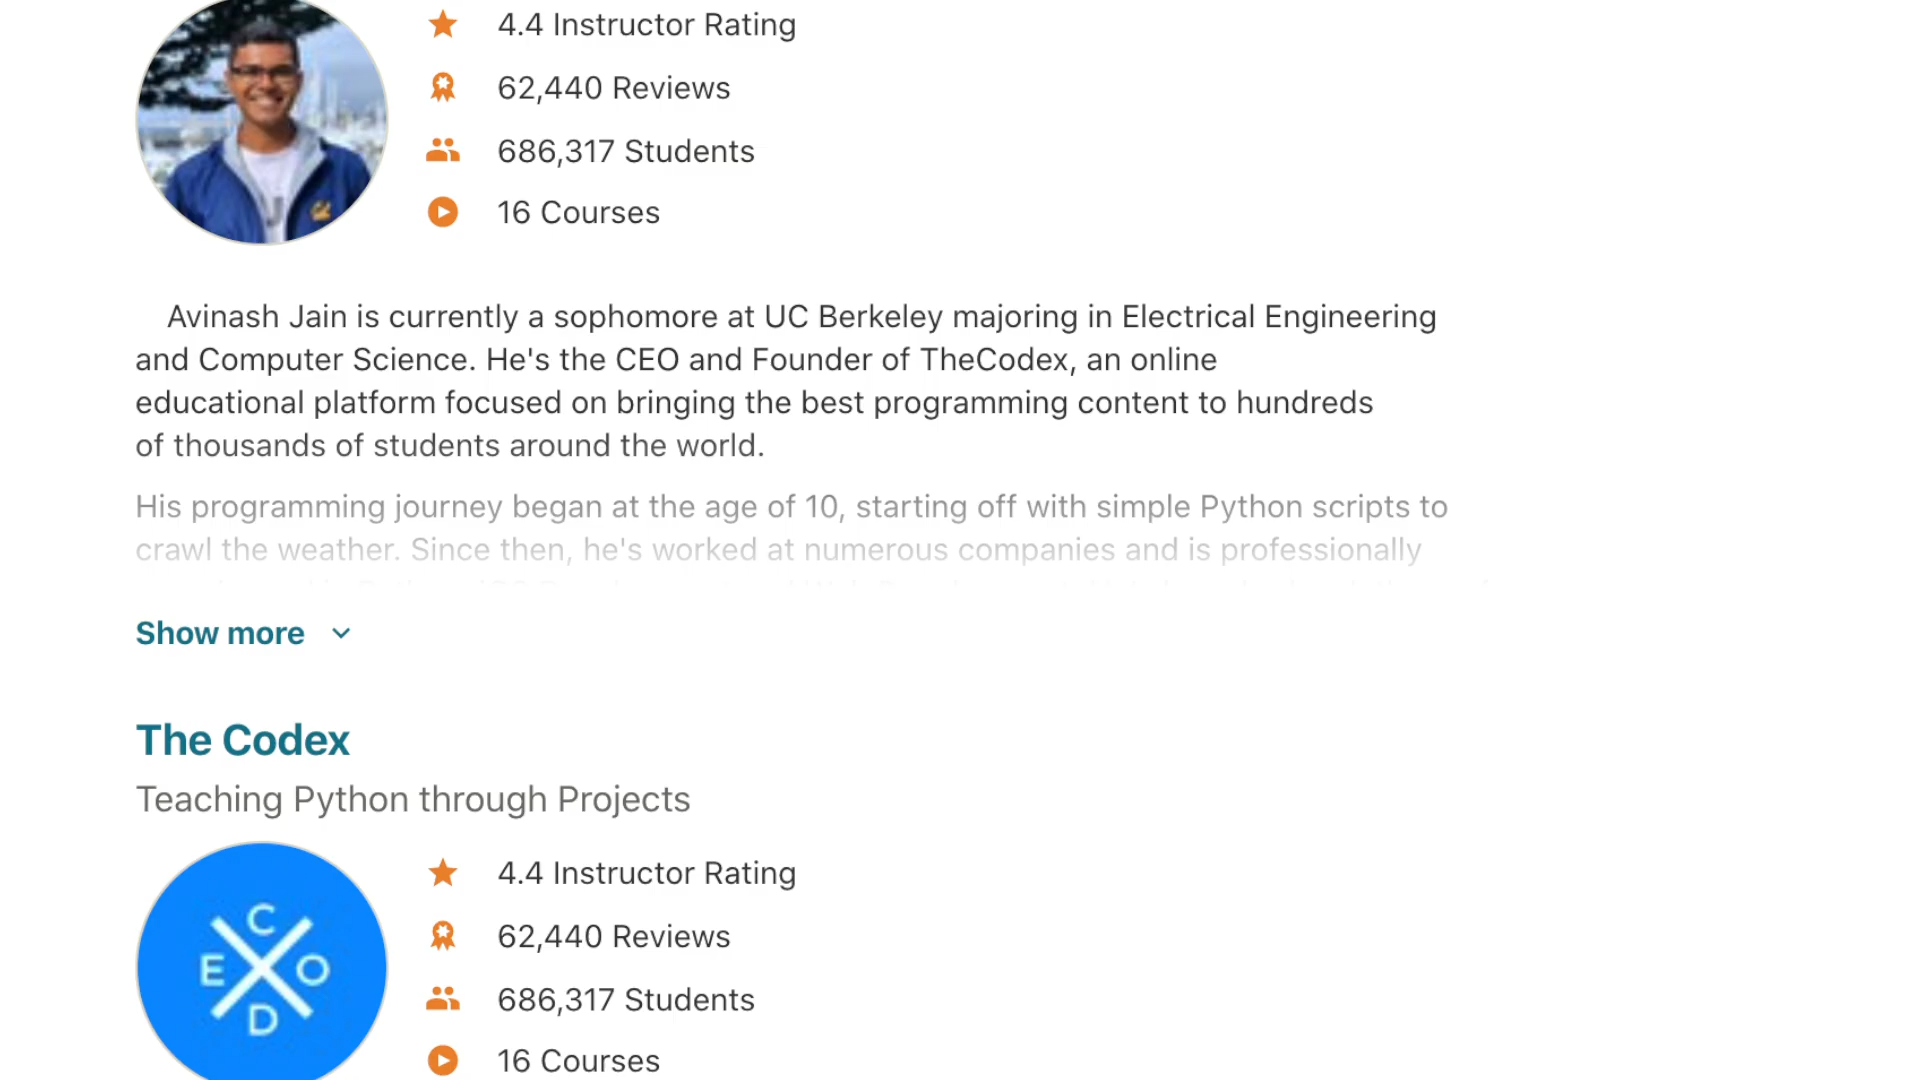 4.4 Instructor Rating
62,440 Reviews
686,317 Students
16 Courses
Avinash Jain is currently a sophomore at UC Berkeley majoring in Electrical Engineering
and Computer Science. He's the CEO and Founder of TheCodex, an online
educational platform focused on bringing the best programming content to hundreds
of thousands of students around the world.
His programming journey began at the age of 10, starting off with simple Python scripts to
crawl the weather. Since then, he's worked at numerous companies and is professionally
Show more
The Codex
Teaching Python through Projects
C
E X O
D
4.4 Instructor Rating
62,440 Reviews
686,317 Students
16 Courses